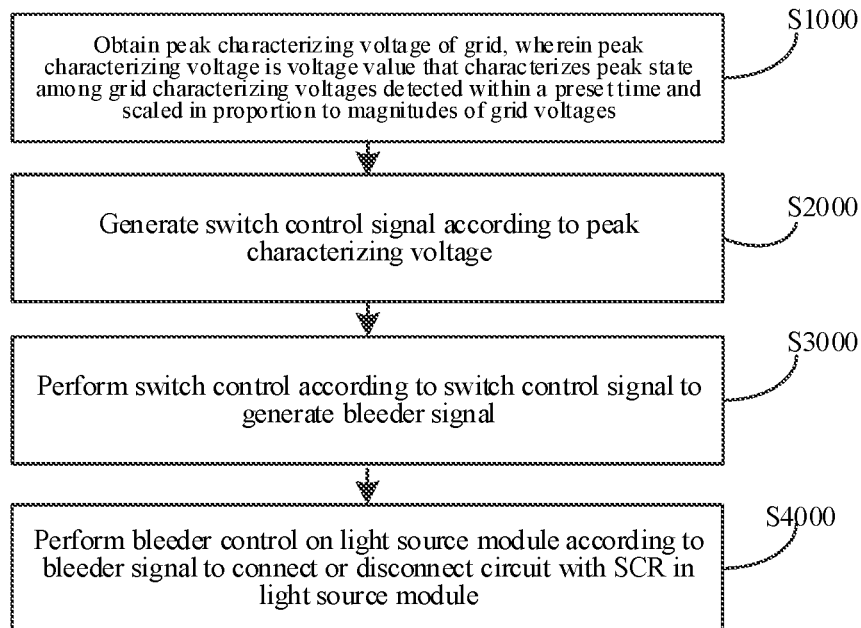 S1000
Obtain peak characterizing voltage of grid, wherein peak
characterizing voltage is voltage value that characterizes peak state
among grid characterizing voltages detected within a preset time and
scaled in proportion to magnitudes of grid voltages
S2000
Generate switch control signal according to peak
characterizing voltage
S3000
Perform switch control according to switch control signal to
generate bleeder signal
S4000
Perform bleeder control on light source module according to
bleeder signal to connect or disconnect circuit with SCR in
light source module